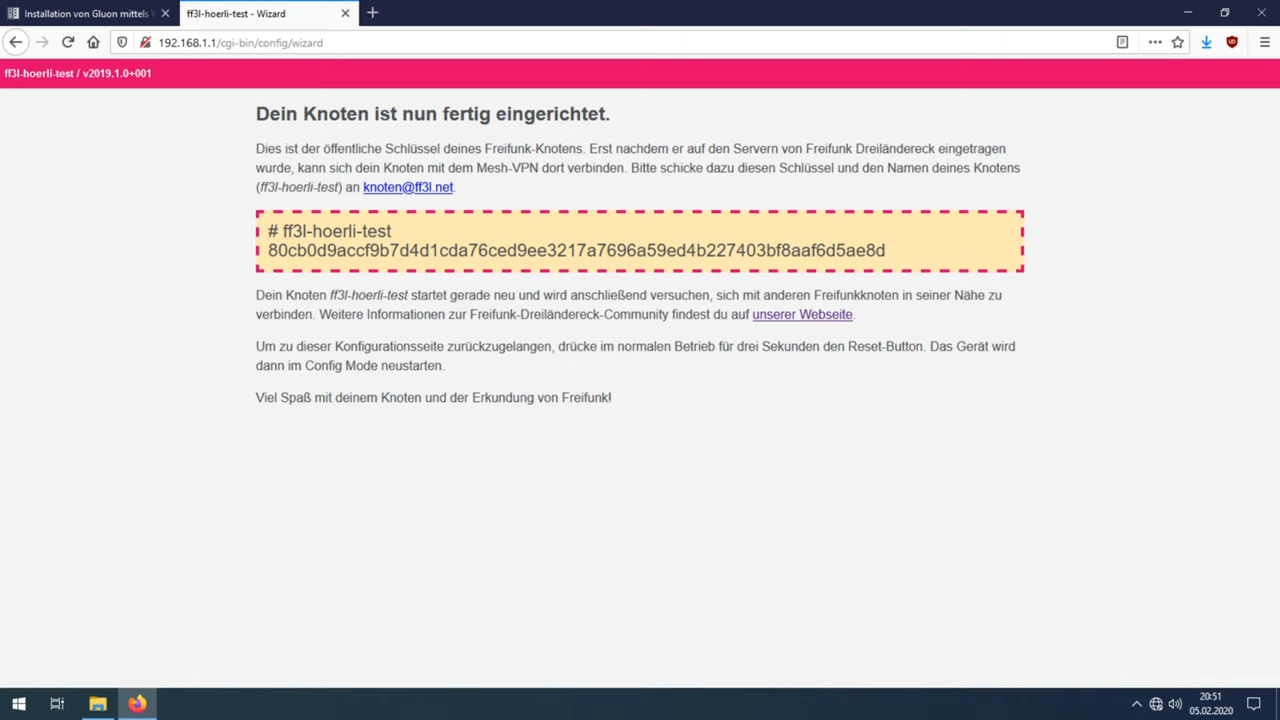 Installation von Gluon mittels
ff3l-hoerli-test - Wizard
192.168.1.1/cgi-bin/config/wizard
ff3l-hoerli-test / v2019.1.0+001
Dein Knoten ist nun fertig eingerichtet.
Dies ist der öffentliche Schlüssel deines Freifunk-Knotens. Erst nachdem er auf den Servern von Freifunk Dreiländereck eingetragen
wurde, kann sich dein Knoten mit dem Mesh-VPN dort verbinden. Bitte schicke dazu diesen Schlüssel und den Namen deines Knotens
(ff3l-hoerli-test) an knoten@ff3l.net.
# ff3l-hoerli-test
80cb0d9accf9b7d4d1cda76ced9ee3217a7696a59ed4b227403bf8aaf6d5ae8d
Dein Knoten ff3l-hoerli-test startet gerade neu und wird anschließend versuchen, sich mit anderen Freifunkknoten in seiner Nähe zu
verbinden. Weitere Informationen zur Freifunk-Dreiländereck-Community findest du auf unserer Webseite.
Um zu dieser Konfigurationsseite zurückzugelangen, drücke im normalen Betrieb für drei Sekunden den Reset-Button. Das Gerät wird
dann im Config Mode neustarten.
Viel Spaß mit deinem Knoten und der Erkundung von Freifunk!
20:51
05.02.2020